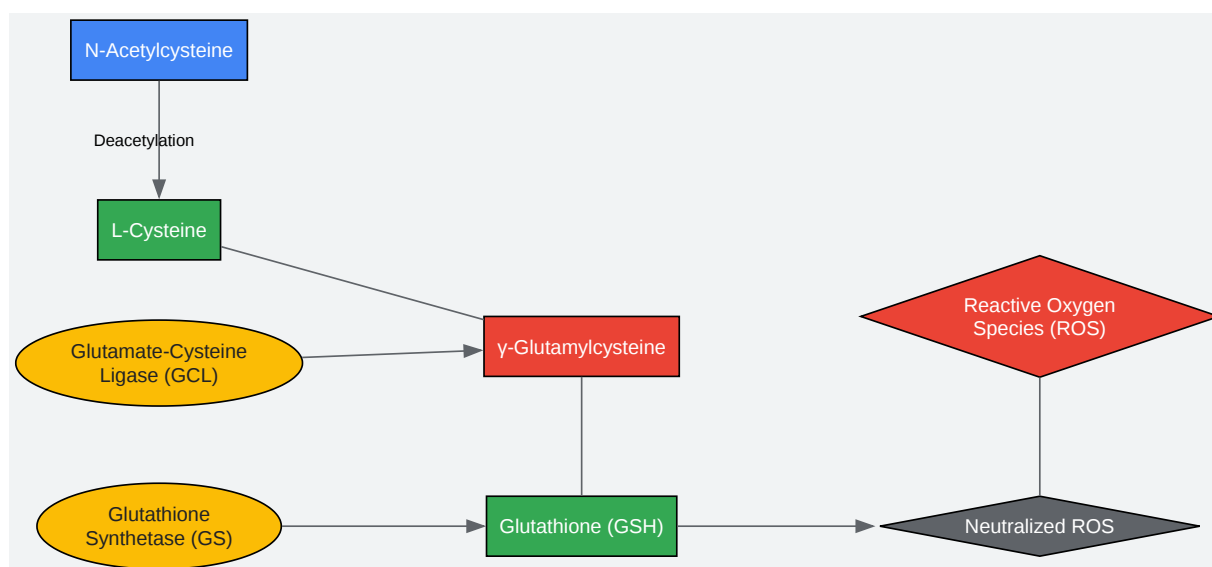 N-Acetylcysteine
Deacetylation
L-Cysteine
Glutamate-Cysteine
Ligase (GCL)
γ-Glutamylcysteine
Reactive Oxygen
Species (ROS)
Glutathione
Synthetase (GS)
Glutathione (GSH)
Neutralized ROS